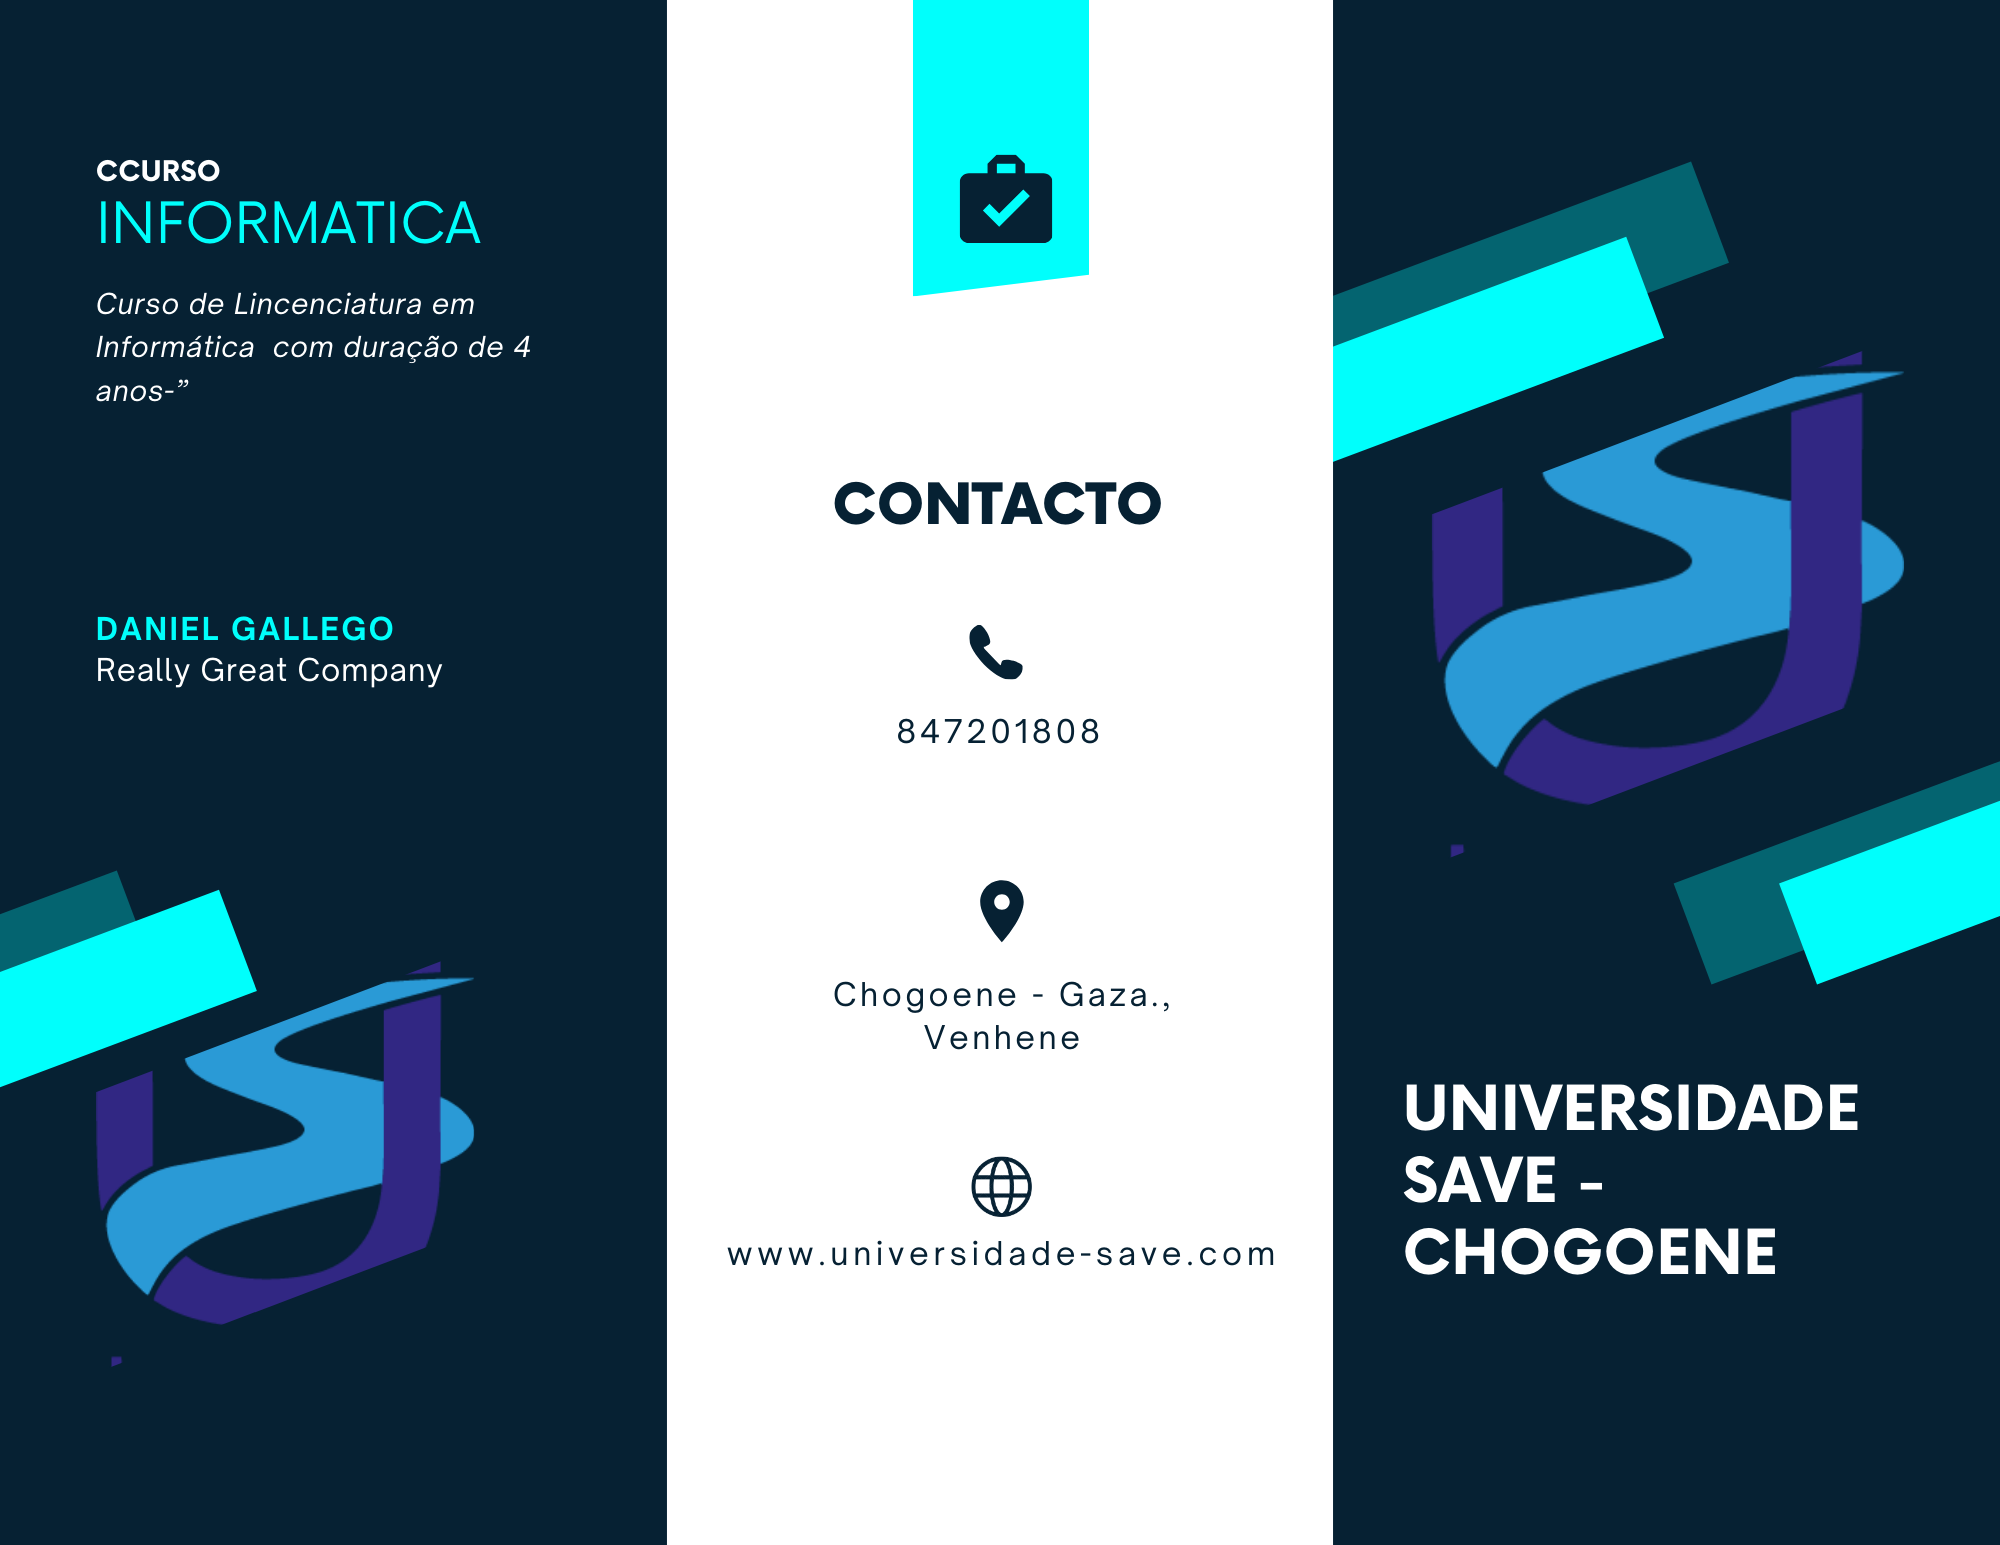 CCURSO
INFORMATICA
Curso de Lincenciatura em
Informática  com duração de 4
anos-”
DANIEL GALLEGO
Really Great Company
CONTACTO
847201808
Chogoene - Gaza.,
Venhene
www.universidade-save.com
UNIVERSIDADE
SAVE -
CHOGOENE